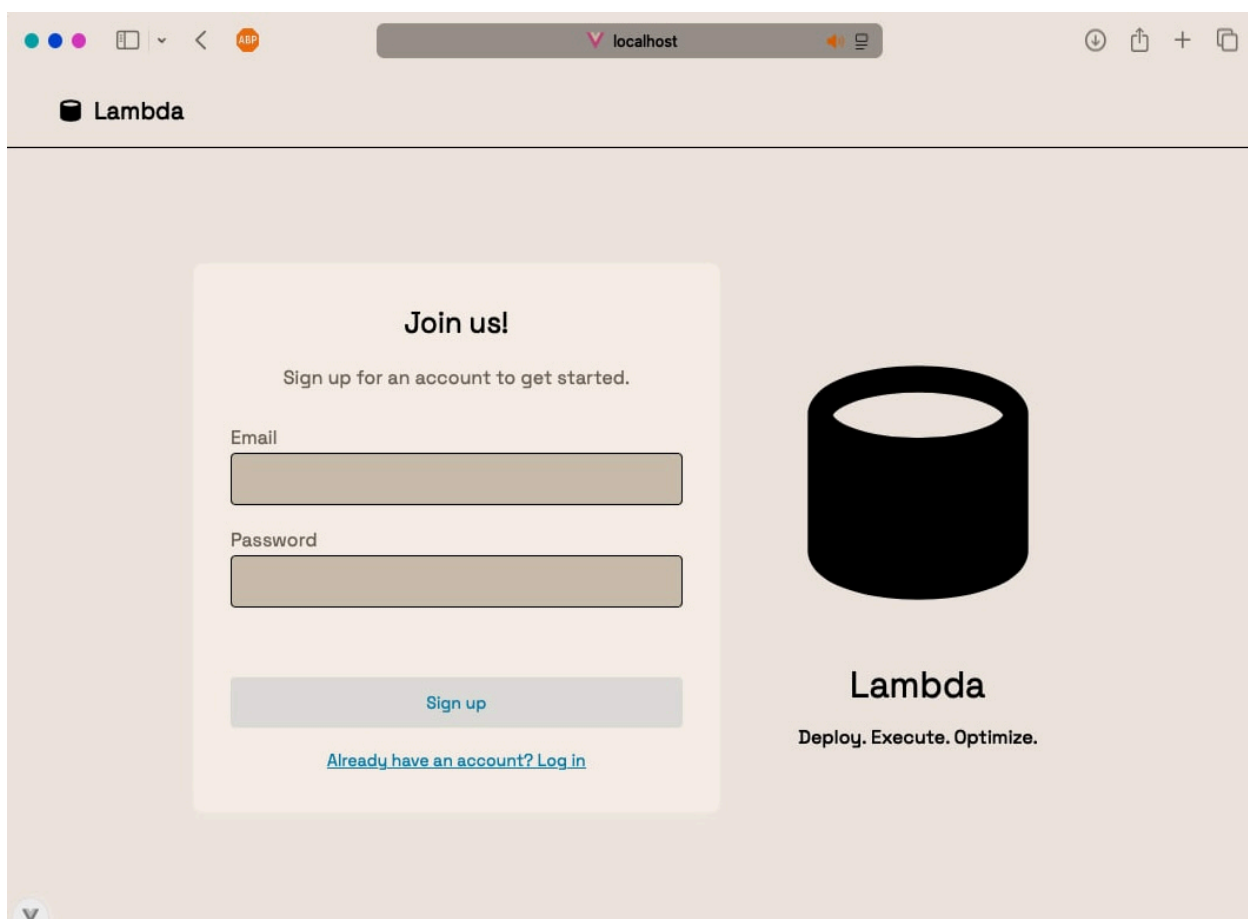 ABP
localhost
Lambda
Join us!
Sign up for an account to get started.
Email
Password
Sign up
Already have an account? Log in
Lambda
Deploy. Execute. Optimize.